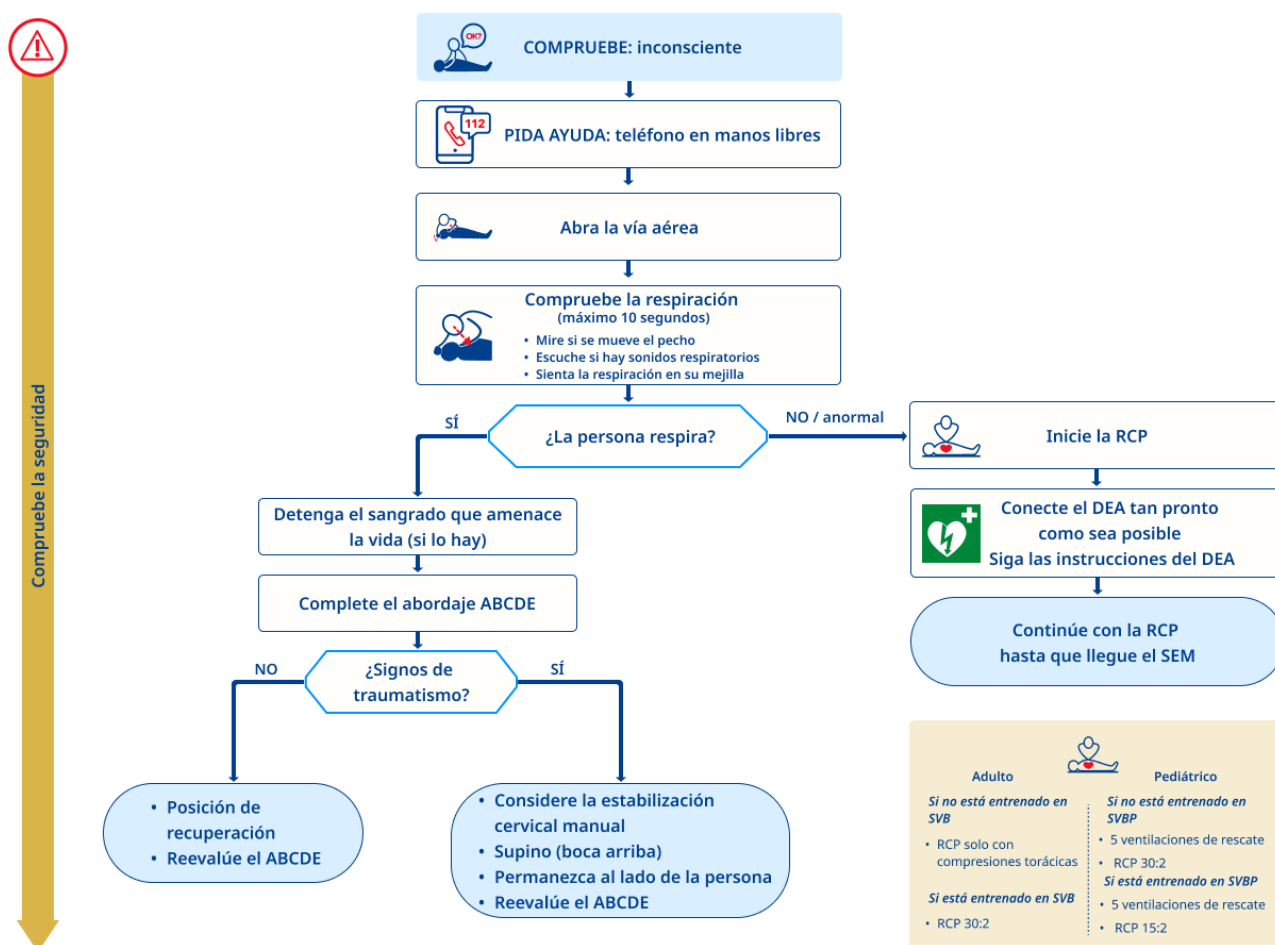 Compruebe la seguridad
OK?
COMPRUEBE: inconsciente
112
PIDA AYUDA: teléfono en manos libres
Abra la vía aérea
Compruebe la respiración
(máximo 10 segundos)
• Mire si se mueve el pecho
• Escuche si hay sonidos respiratorios
• Sienta la respiración en su mejilla
¿La persona respira?
SÍ
NO / anormal
Inicie la RCP
Conecte el DEA tan pronto
como sea posible
Siga las instrucciones del DEA
Continúe con la RCP
hasta que llegue el SEM
Detenga el sangrado que amenace
la vida (si lo hay)
Complete el abordaje ABCDE
¿Signos de
traumatismo?
NO
SÍ
• Posición de
recuperación
• Reevalúe el ABCDE
• Considere la estabilización
cervical manual
• Supino (boca arriba)
• Permanezca al lado de la persona
• Reevalúe el ABCDE
Adulto
Si no está entrenado en
SVB
• RCP solo con
compresiones torácicas
Si está entrenado en SVB
• RCP 30:2
Pediátrico
Si no está entrenado en
SVBP
• 5 ventilaciones de rescate
• RCP 30:2
Si está entrenado en SVBP
• 5 ventilaciones de rescate
• RCP 15:2